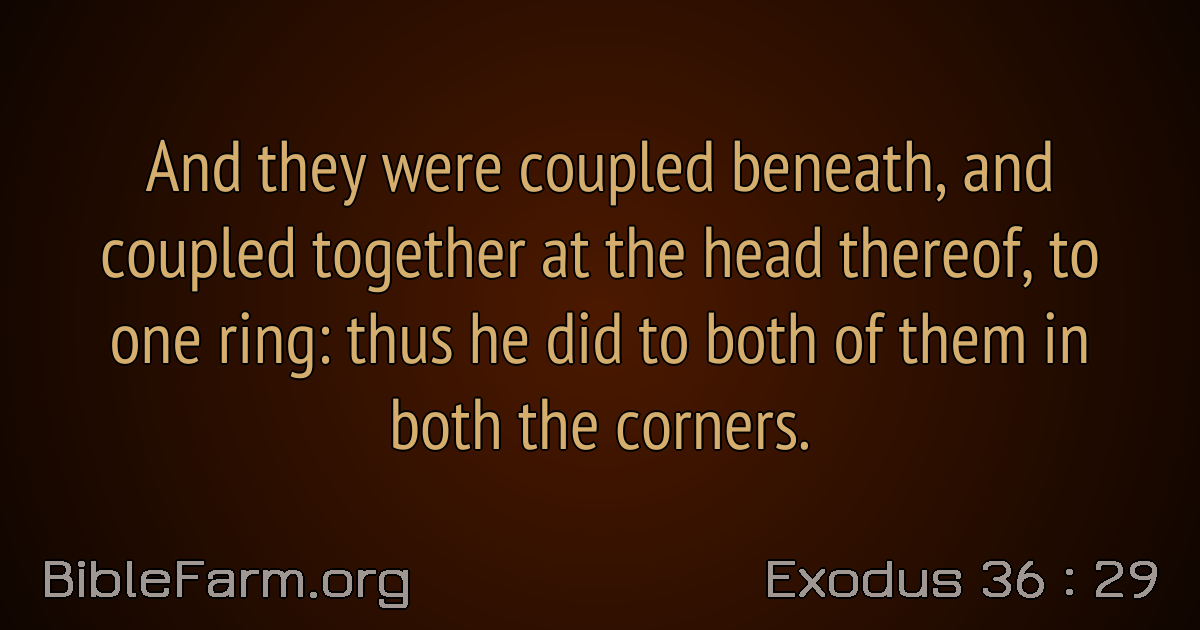 And they were coupled beneath, and
coupled together at the head thereof, to
one ring: thus he did to both of them in
both the corners.
BibleFarm.org
Exodus 36 : 29